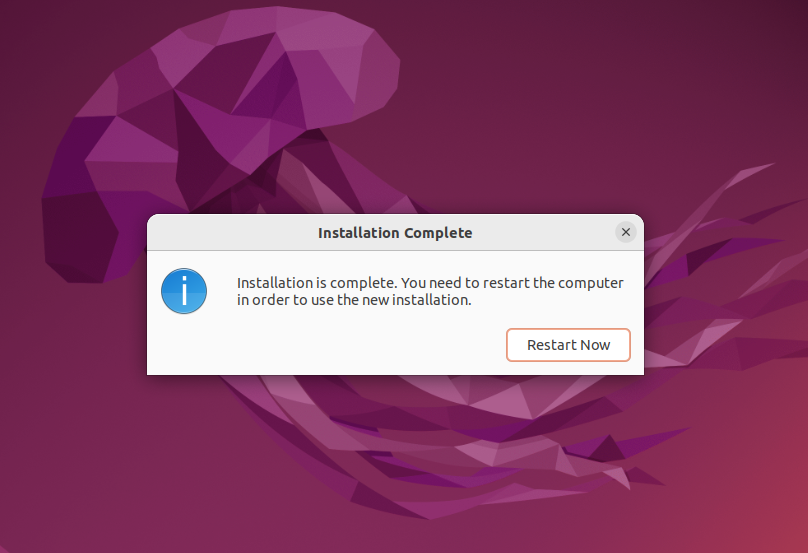 Installation Complete
Installation is complete. You need to restart the computer
in order to use the new installation.
Restart Now